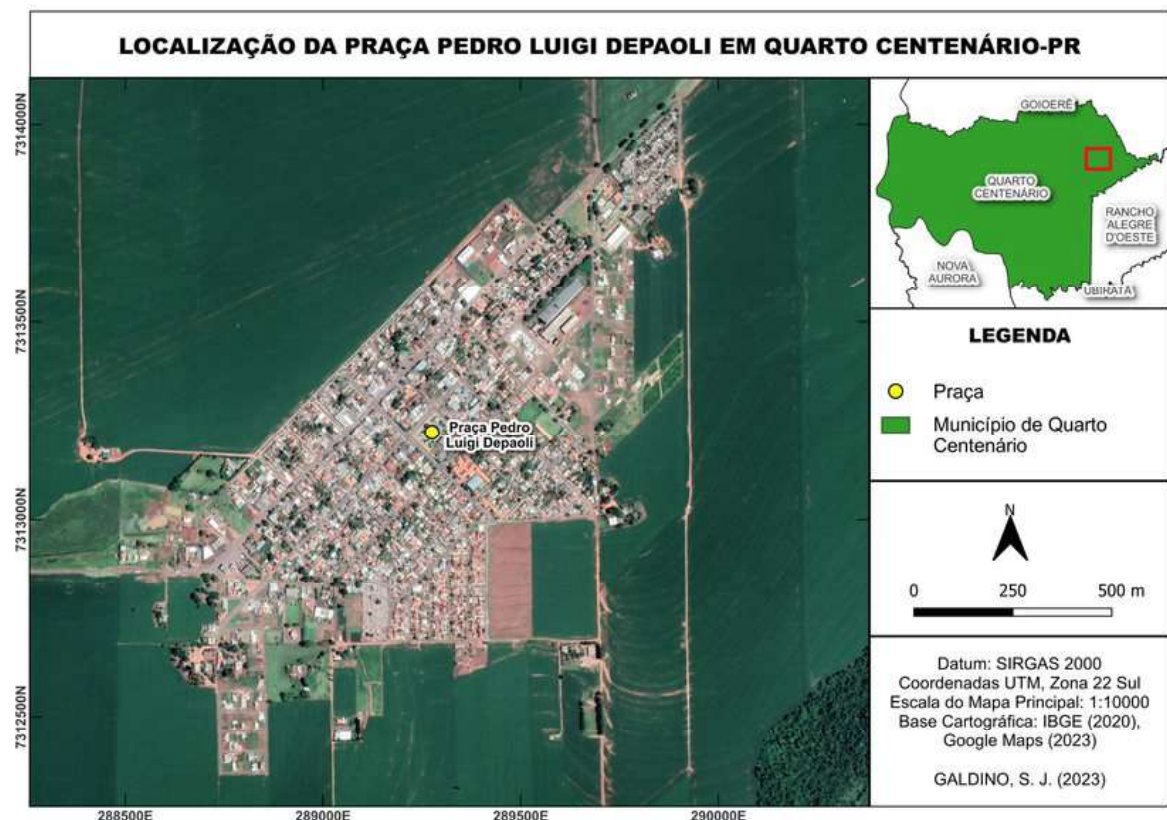 LOCALIZAÇÃO DA PRAÇA PEDRO LUIGI DEPAOLI EM QUARTO CENTENÁRIO-PR
7314000N
7313500N
7313000N
7312500N
288500E
289000E
289500E
290000E
Praça Pedro
Luigi Depaoli
GOIOERÊ
QUARTO
CENTENÁRIO
RANCHO
ALEGRE
D'OESTE
NOVA
AURORA
UBIRATÃ
LEGENDA
Praça
Município de Quarto
Centenário
N
0 250 500 m
Datum: SIRGAS 2000
Coordenadas UTM, Zona 22 Sul
Escala do Mapa Principal: 1:10000
Base Cartográfica: IBGE (2020),
Google Maps (2023)
GALDINO, S. J. (2023)